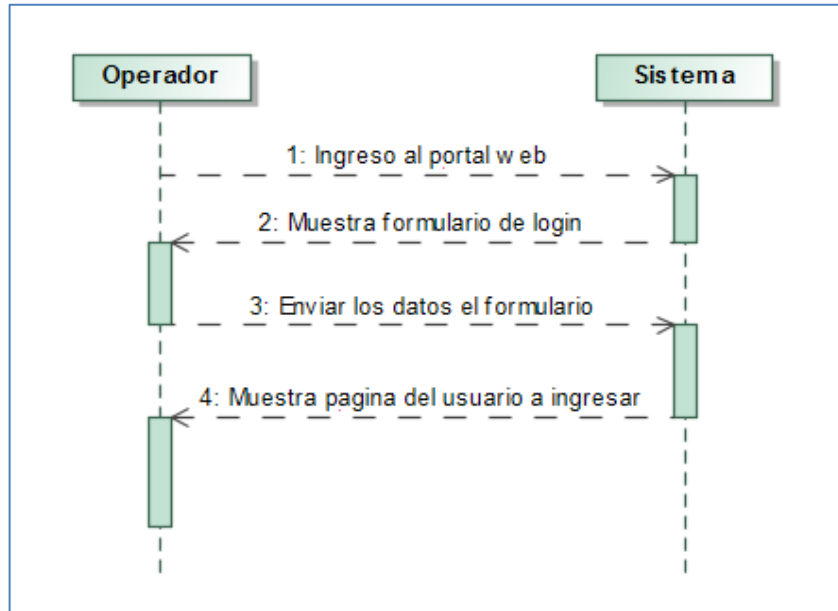 Operador
Sistema
1: Ingreso al portal web
2: Muestra formulario de login
3: Enviar los datos el formulario
4: Muestra pagina del usuario a ingresar